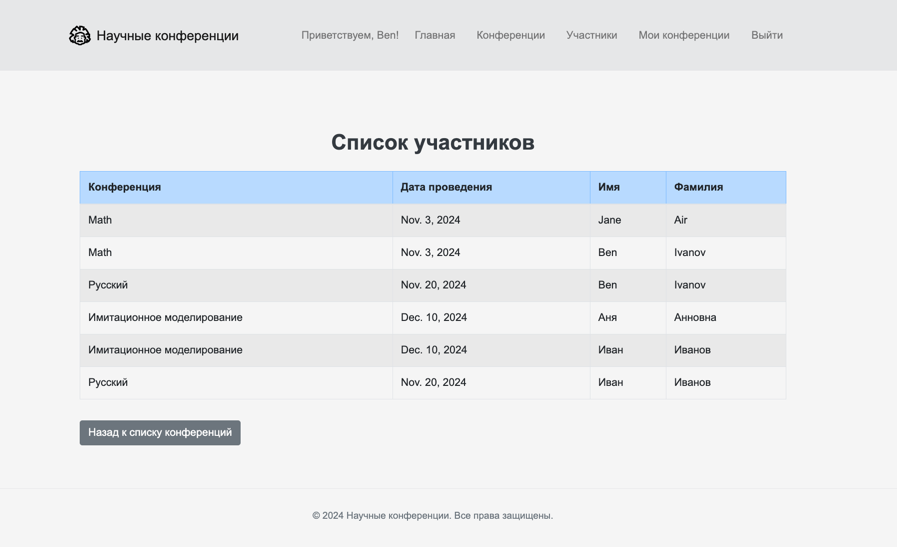 Научные конференции Приветствуем, Ben! Главная Конференции Участники Мои конференции Выйти
Список участников
Конференция Дата проведения Имя Фамилия
Math Nov. 3, 2024 Jane Air
Math Nov. 3, 2024 Ben Ivanov
Русский Nov. 20, 2024 Ben Ivanov
Имитационное моделирование Dec. 10, 2024 Аня Анновна
Имитационное моделирование Dec. 10, 2024 Иван Иванов
Русский Nov. 20, 2024 Иван Иванов
Назад к списку конференций
© 2024 Научные конференции. Все права защищены.